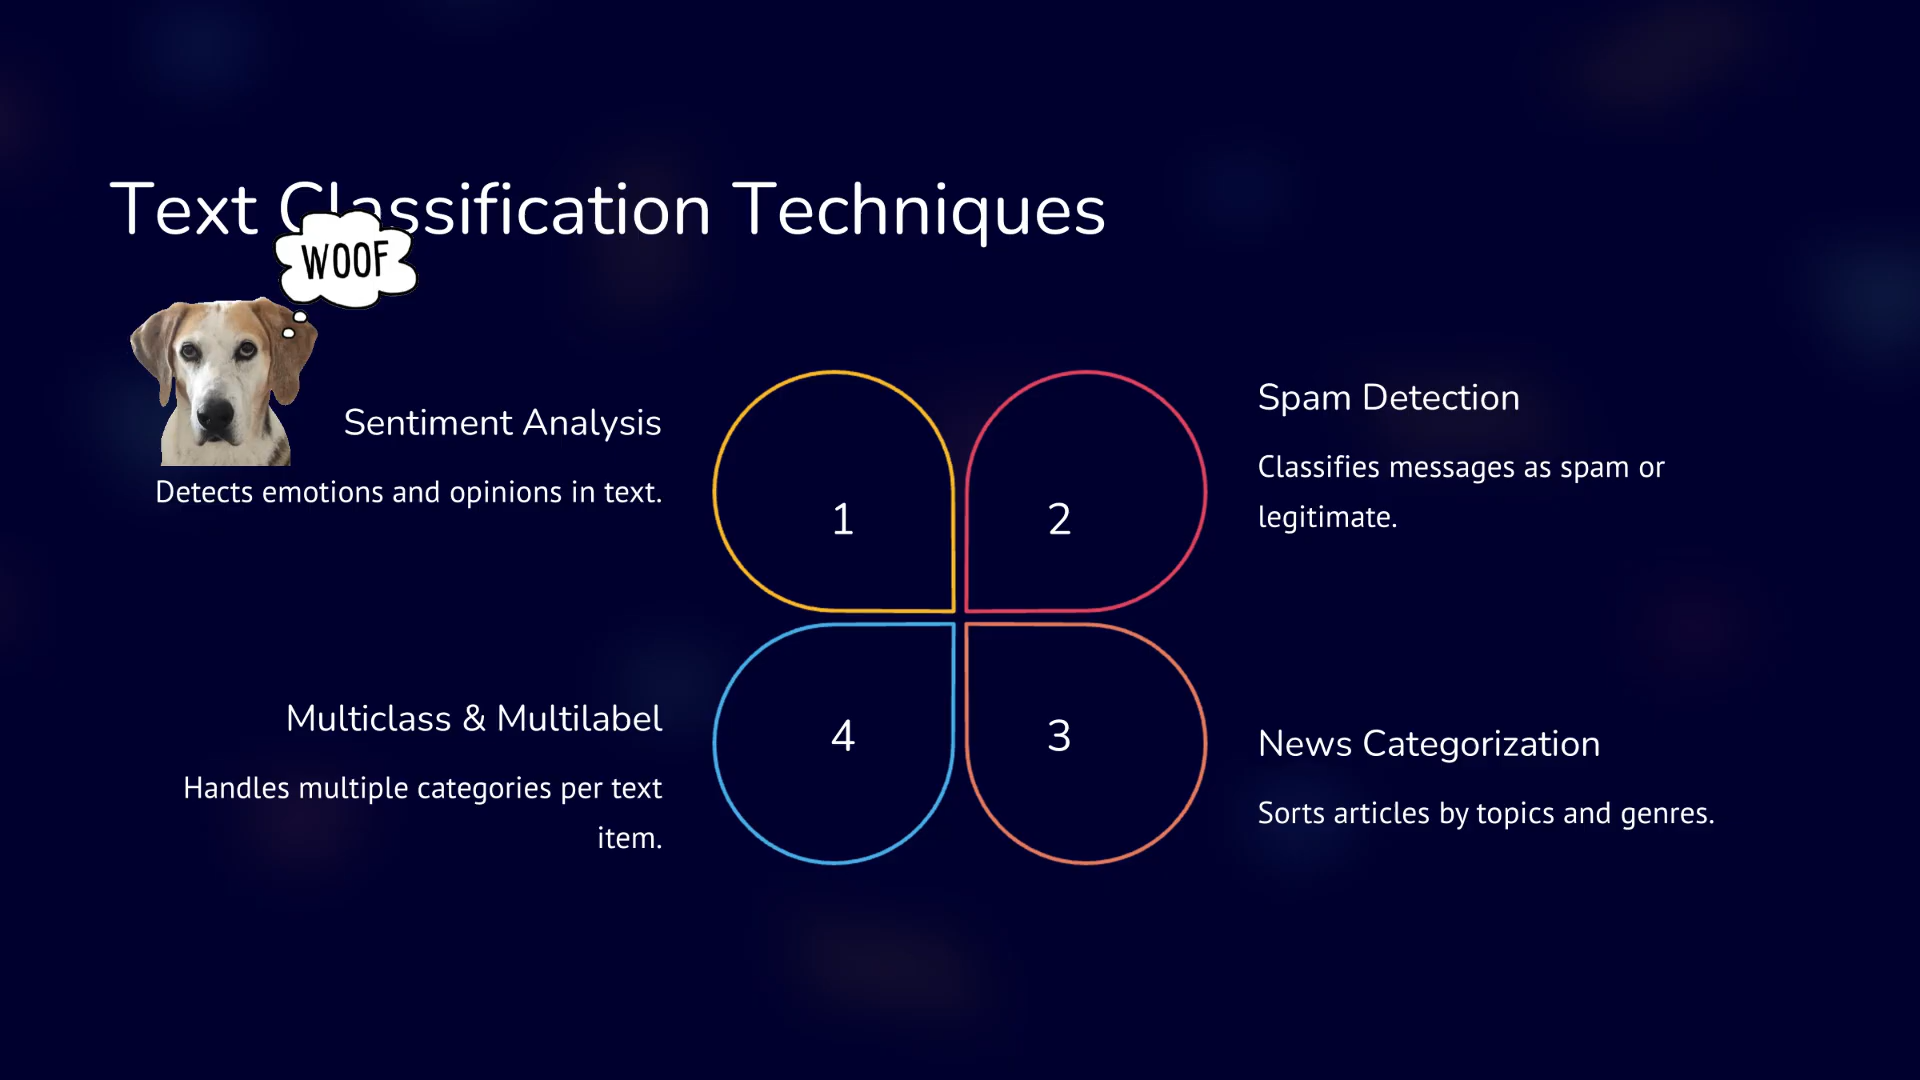 Text Classification Techniques
WOOF
Sentiment Analysis
Detects emotions and opinions in text.
1
2
Spam Detection
Classifies messages as spam or
legitimate.
Multiclass & Multilabel
Handles multiple categories per text
item.
4
3
News Categorization
Sorts articles by topics and genres.